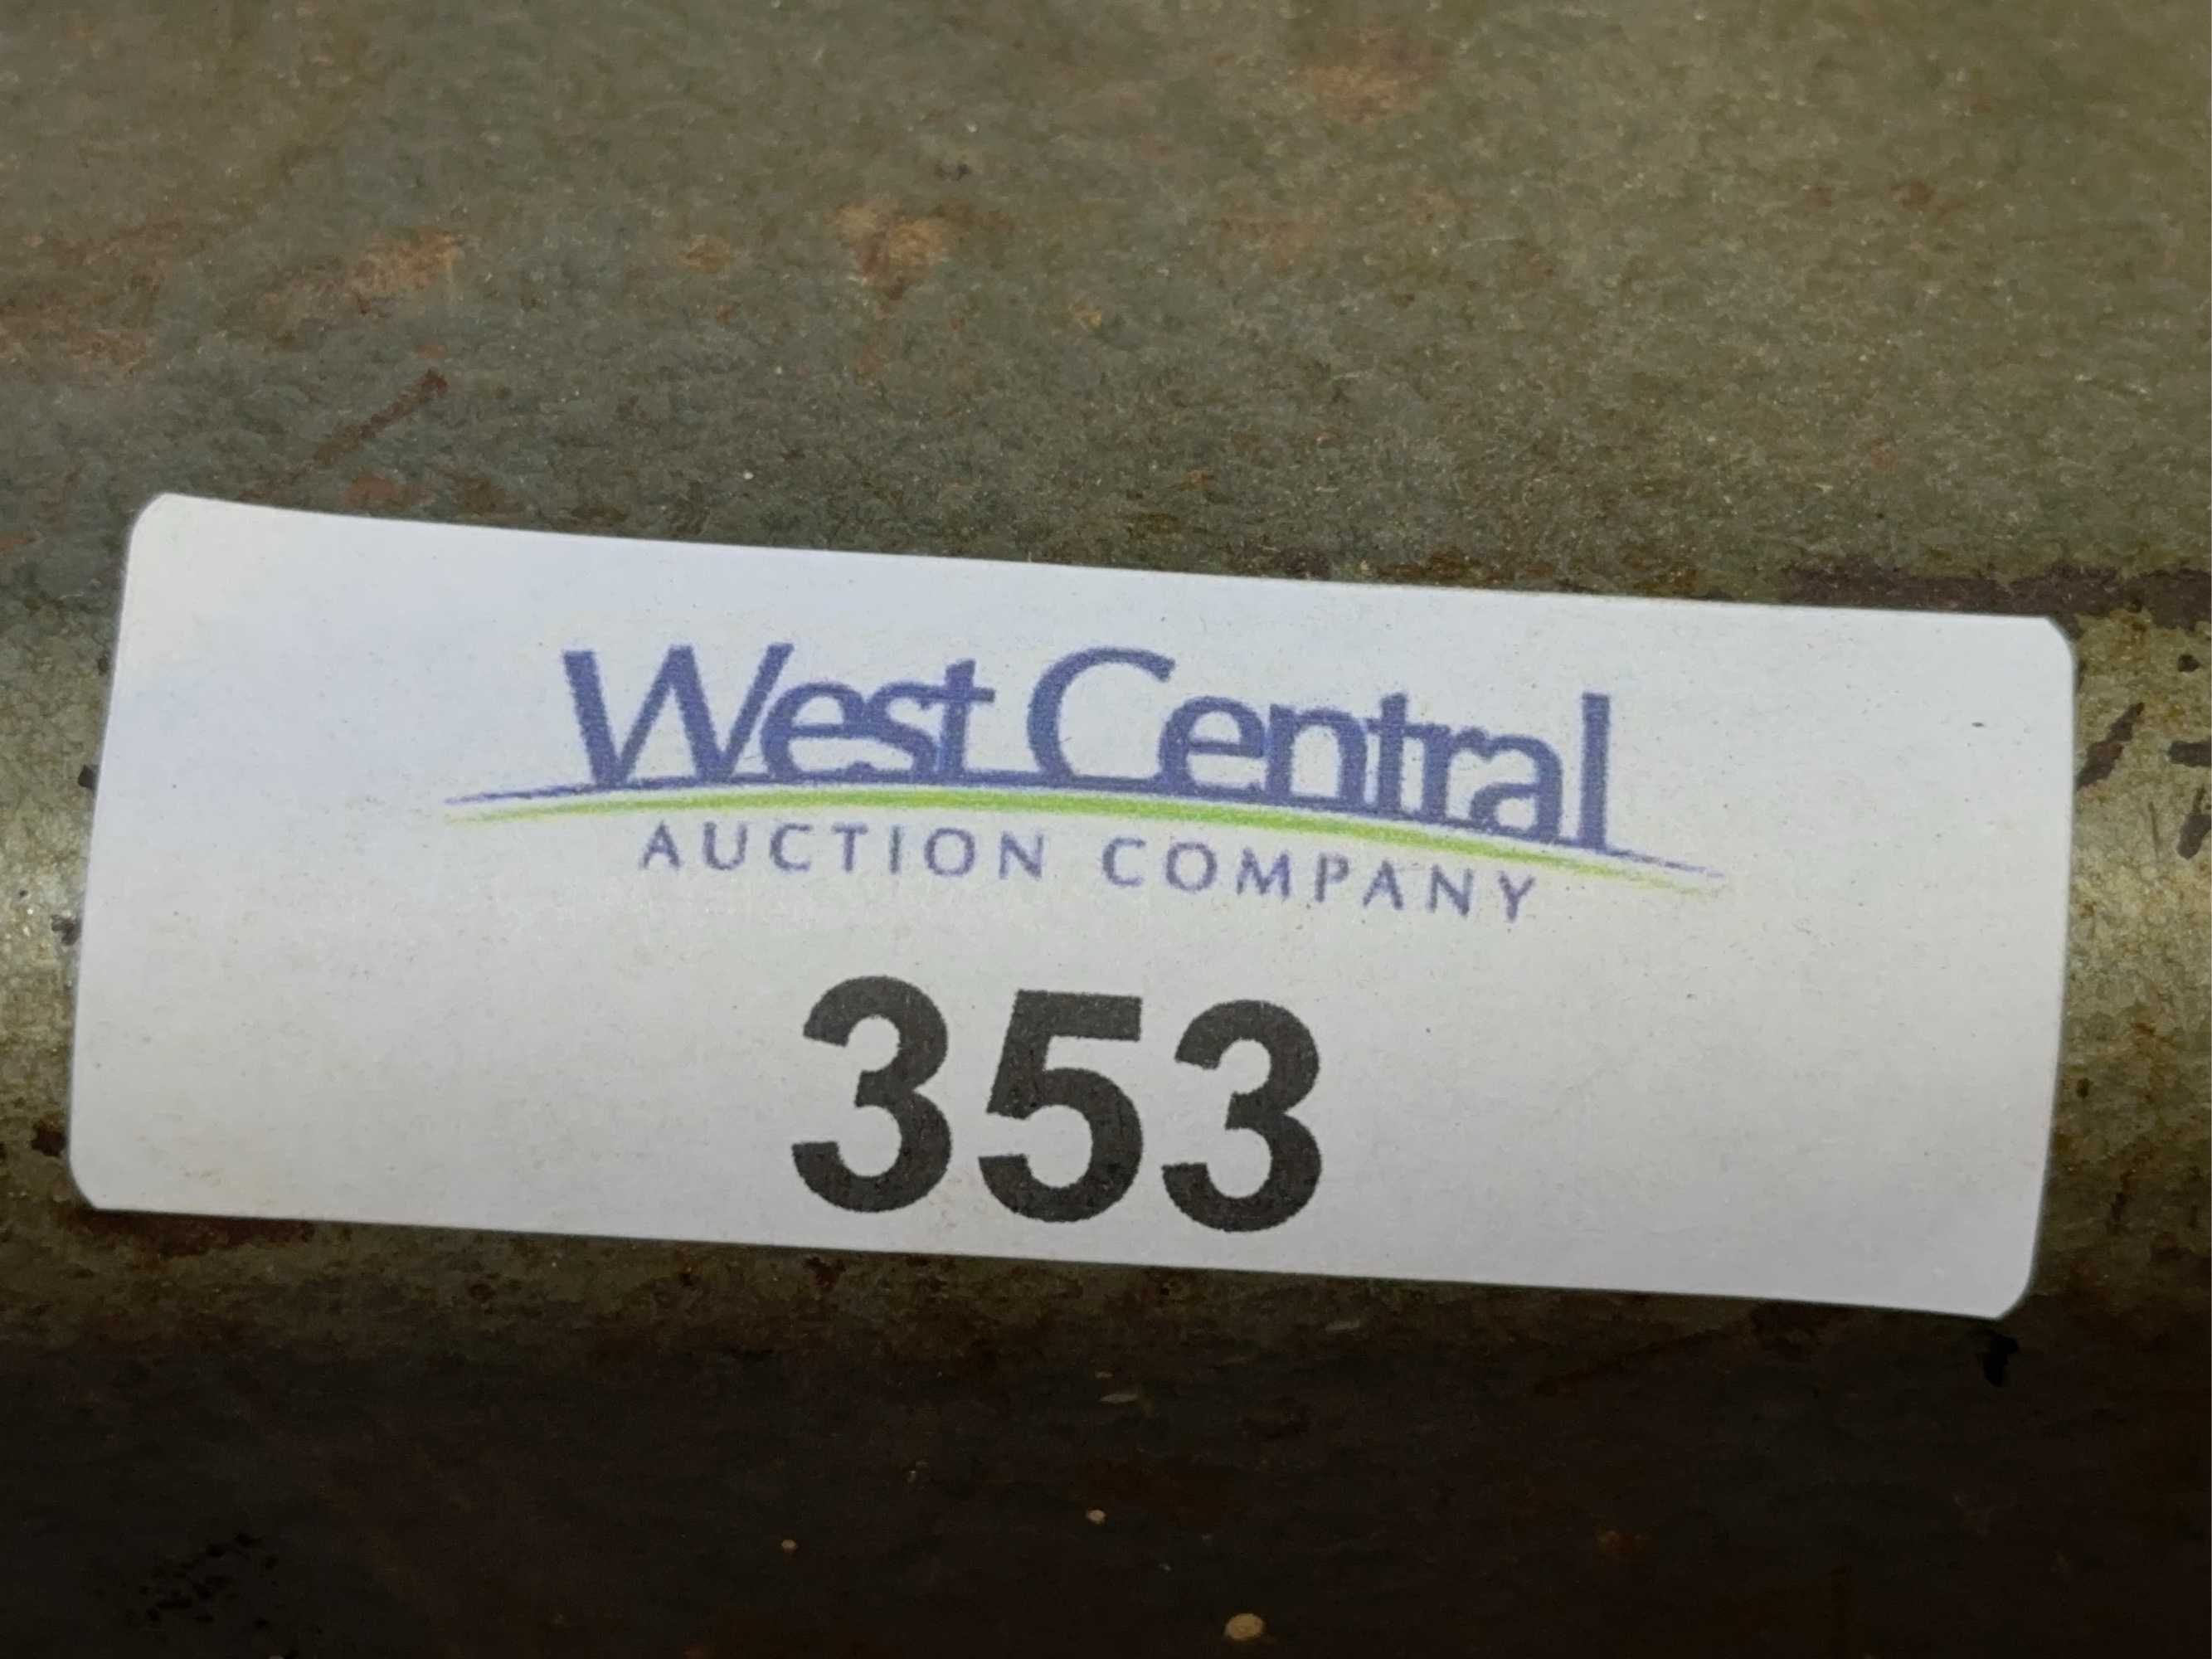 West Central
AUCTION COMPANY
353